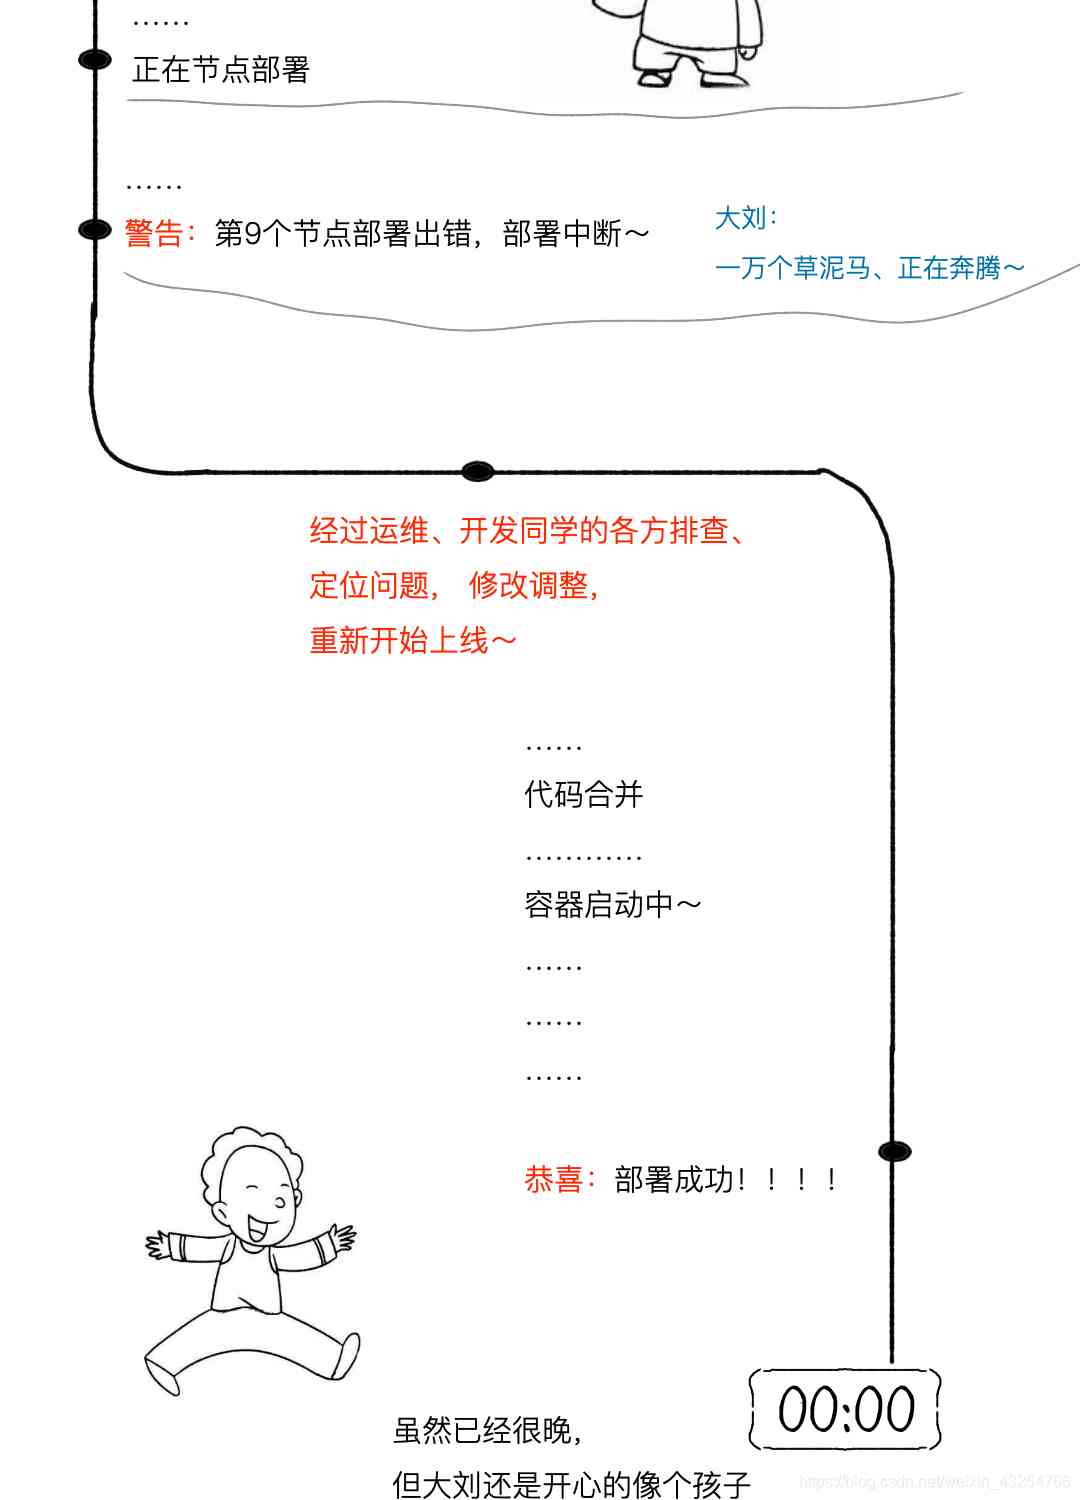 ……
正在节点部署
……
警告：第9个节点部署出错，部署中断～
大刘：
一万个草泥马、正在奔腾～
经过运维、开发同学的各方排查、
定位问题， 修改调整，
重新开始上线～
……
代码合并
…………
容器启动中～
……
……
……
恭喜：部署成功！！！！
00:00
虽然已经很晚，
但大刘还是开心的像个孩子
https://blog.csdn.net/weixin_43254766